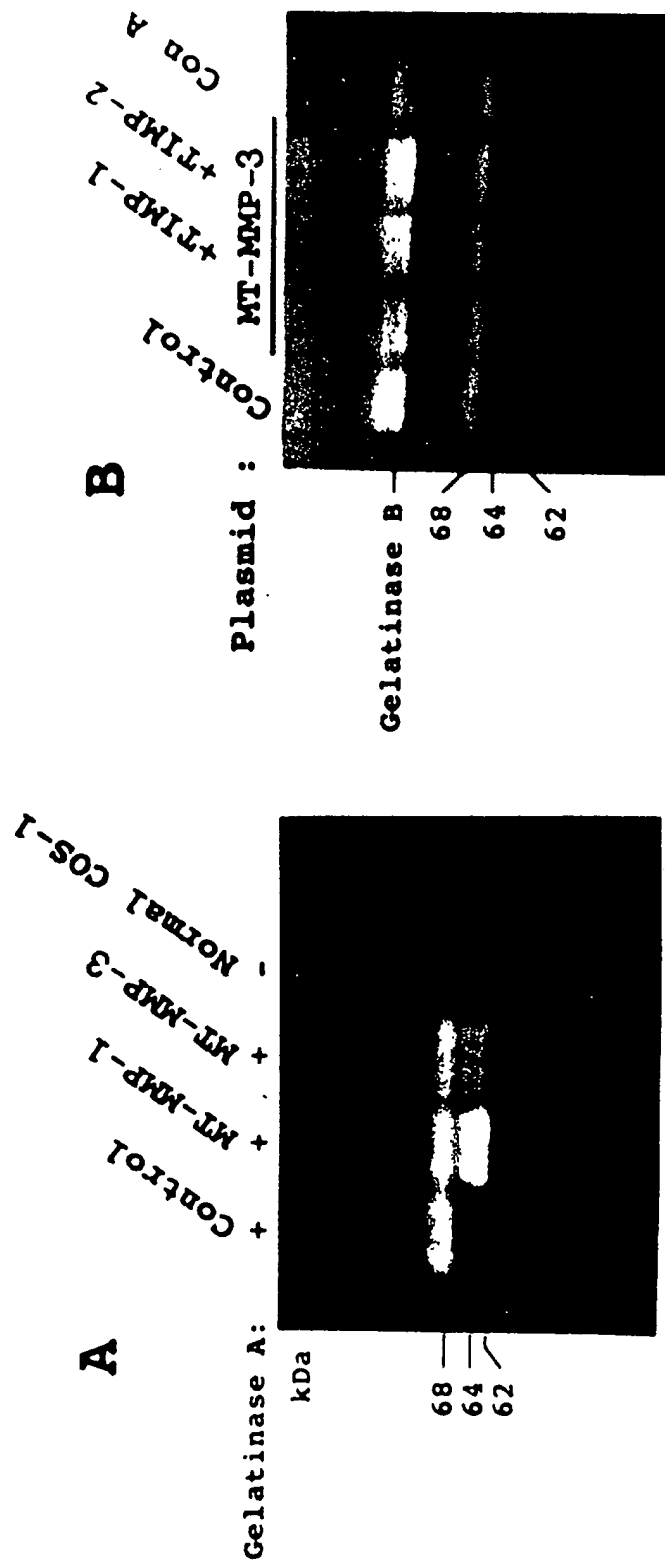 A
Control
MT-MMP-1
MT-MMP-3
Normal COS-1
Gelatinase A: + + + -
kDa
68
64
62
B
Control
+TIMP-1
+TIMP-2
Con A
MT-MMP-3
Plasmid :
Gelatinase B
68
64
62